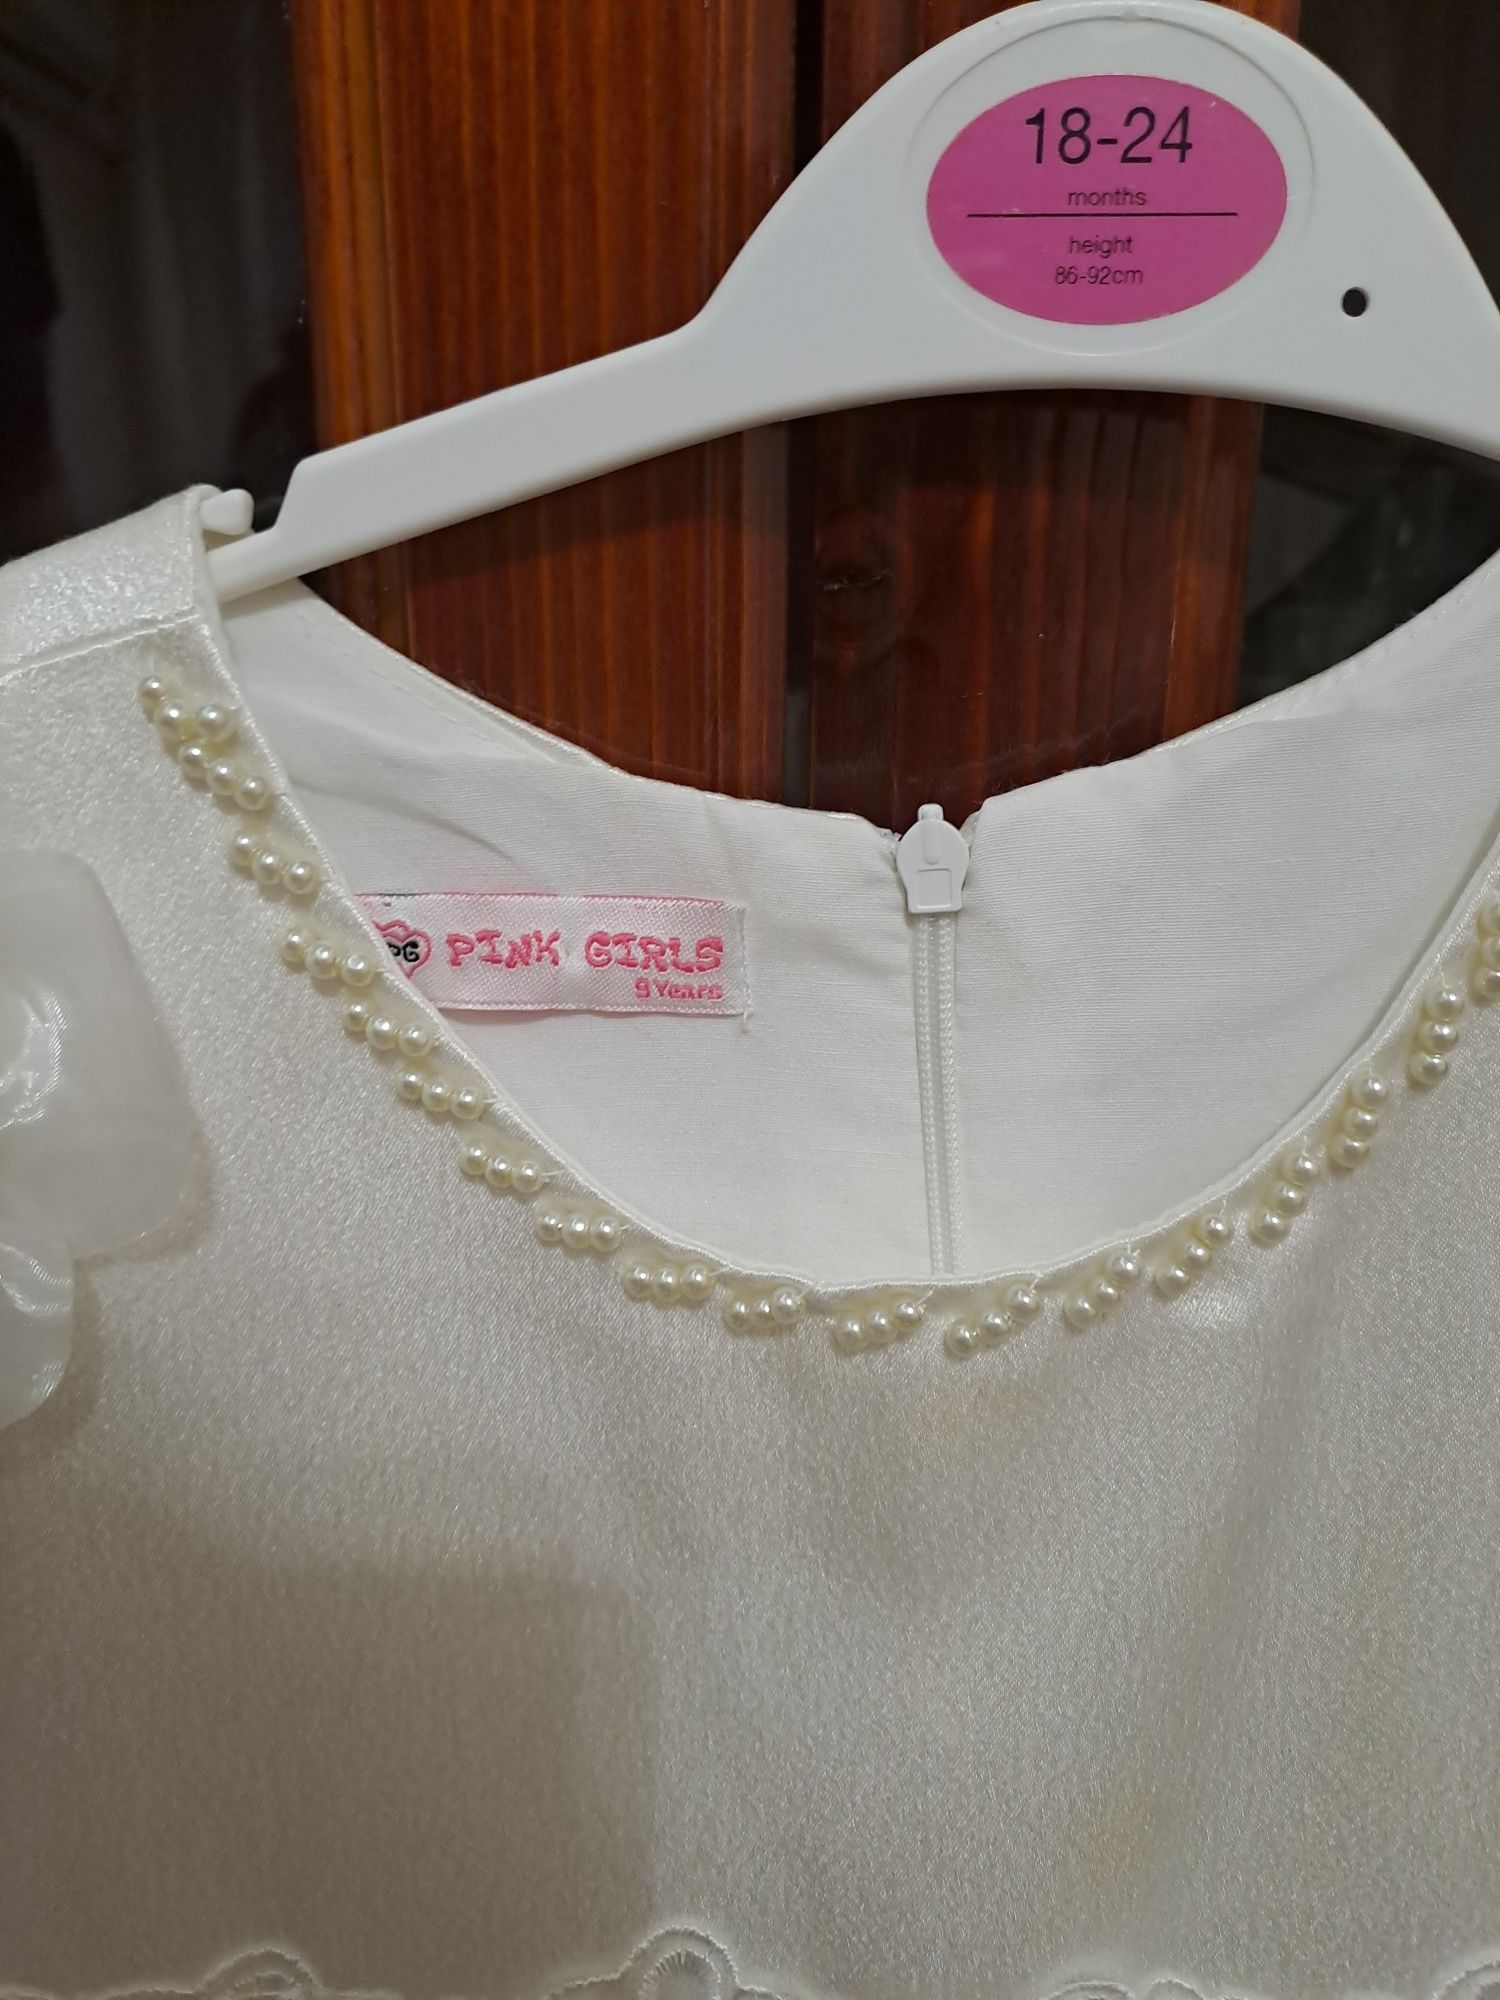 18-24
months
height
86-92cm
PG PINK GIRLS
9 Years